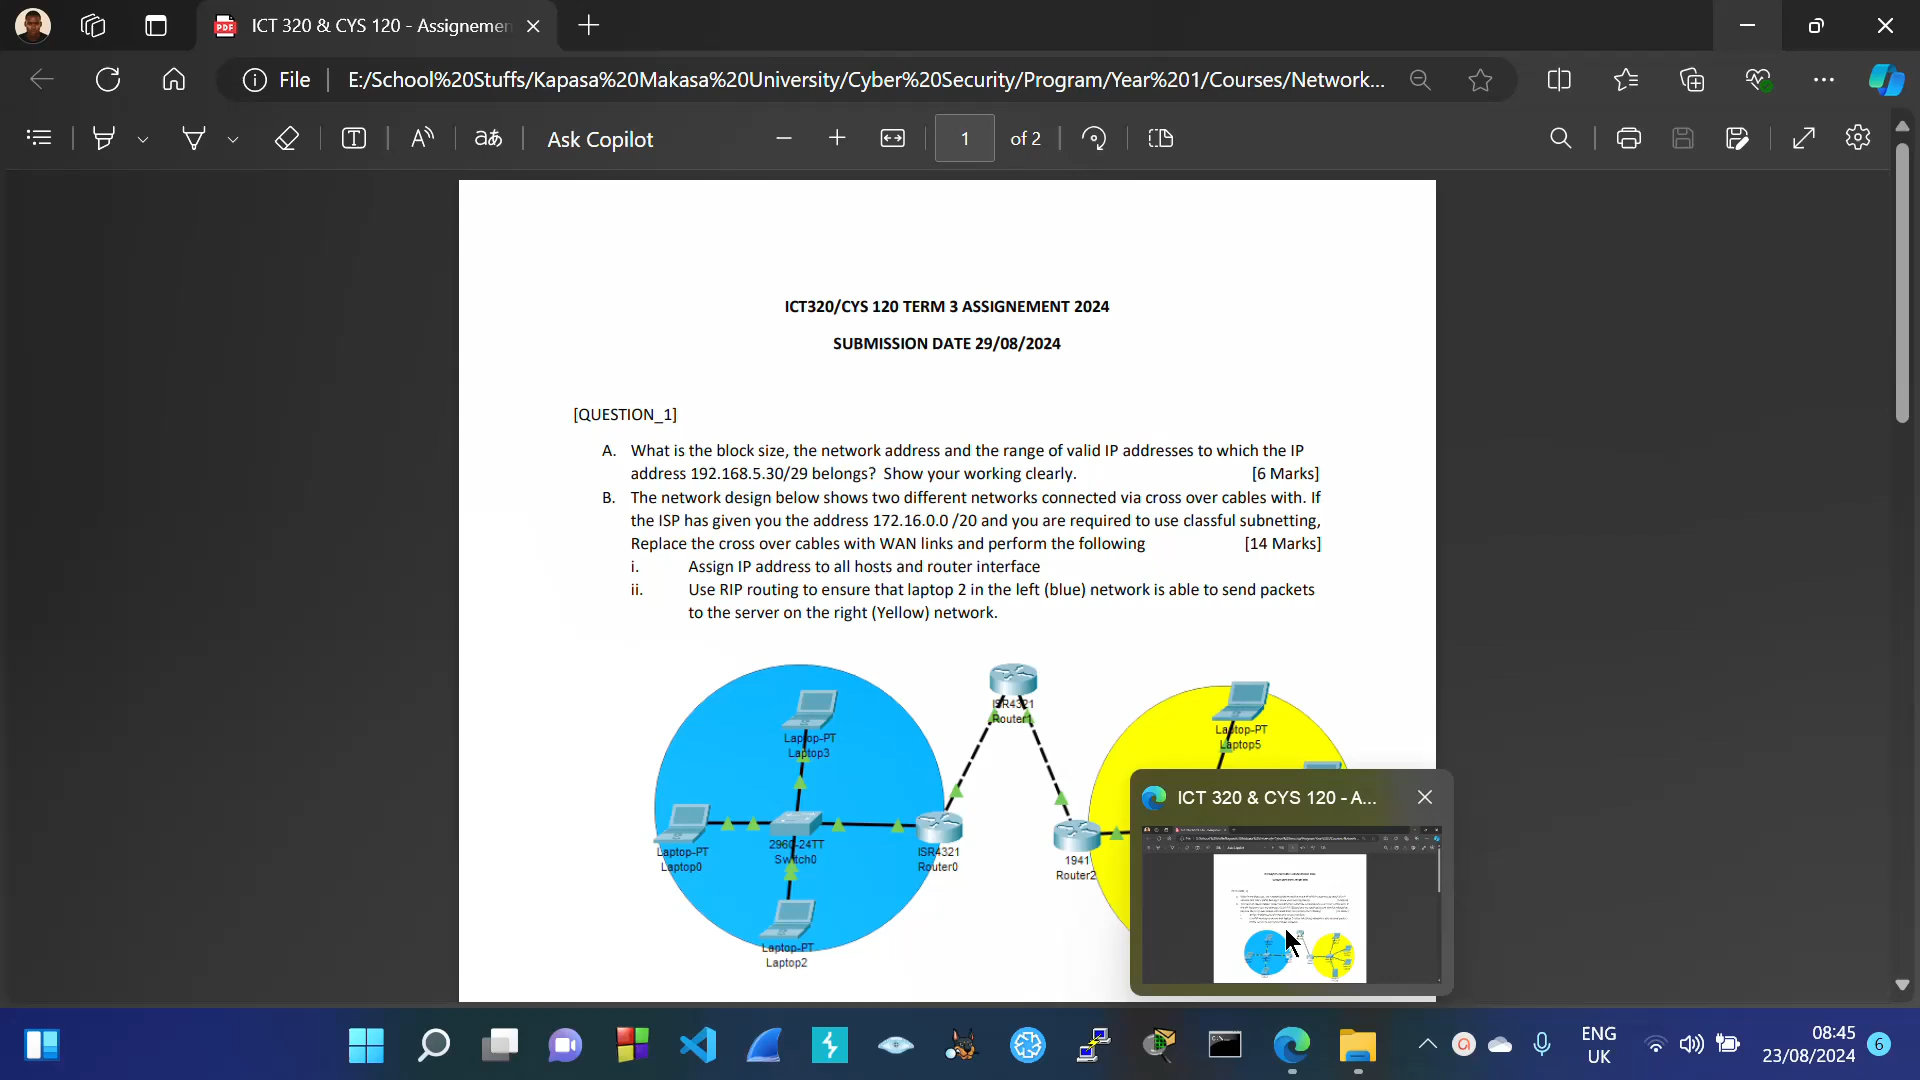 ICT 320 & CYS 120 - Assignemen
File
E:/School%20Stuffs/Kapasa%20Makasa%20University/Cyber%20Security/Program/Year%201/Courses/Network...
Ask Copilot
1
of 2
ICT320/CYS 120 TERM 3 ASSIGNEMENT 2024
SUBMISSION DATE 29/08/2024
[QUESTION_1]
A. What is the block size, the network address and the range of valid IP addresses to which the IP
address 192.168.5.30/29 belongs? Show your working clearly. [6 Marks]
B. The network design below shows two different networks connected via cross over cables with. If
the ISP has given you the address 172.16.0.0 /20 and you are required to use classful subnetting,
Replace the cross over cables with WAN links and perform the following [14 Marks]
i. Assign IP address to all hosts and router interface
ii. Use RIP routing to ensure that laptop 2 in the left (blue) network is able to send packets
to the server on the right (Yellow) network.
ISR4321
Router1
Laptop-PT
Laptop3
Laptop-PT
Laptop5
Laptop-PT
Laptop0
2960-24TT
Switch0
ISR4321
Router0
1941
Router2
Laptop-PT
Laptop2
ICT 320 & CYS 120 - A...
ENG
UK
08:45
23/08/2024
6